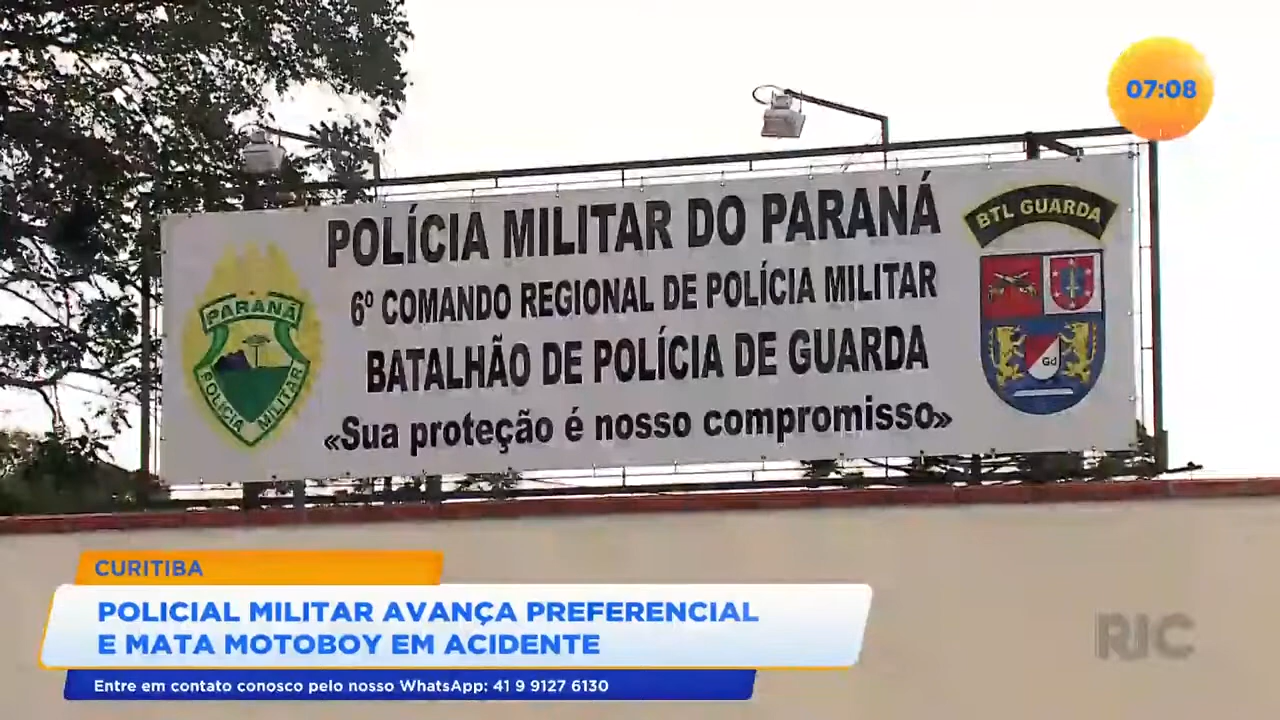 07:08
POLÍCIA MILITAR DO PARANÁ
6º COMANDO REGIONAL DE POLÍCIA MILITAR
BATALHÃO DE POLÍCIA DE GUARDA
«Sua proteção é nosso compromisso»
PARANÁ
POLÍCIA MILITAR
BTL GUARDA
Gd
CURITIBA
POLICIAL MILITAR AVANÇA PREFERENCIAL
E MATA MOTOBOY EM ACIDENTE
Entre em contato conosco pelo nosso WhatsApp: 41 9 9127 6130
RIC